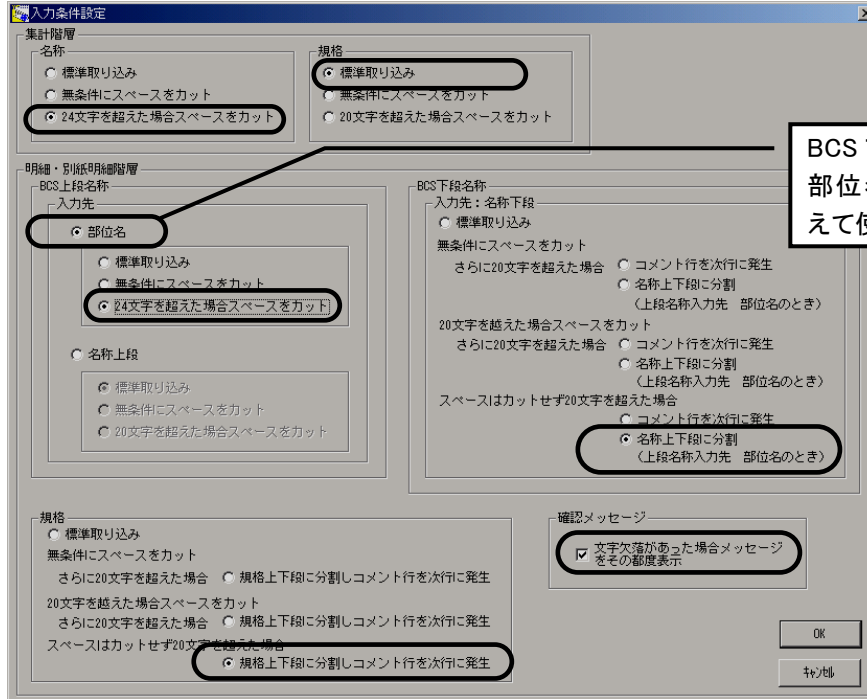 入力条件設定
集計階層
名称
標準取り込み
無条件にスペースをカット
24文字を超えた場合スペースをカット
規格
標準取り込み
無条件にスペースをカット
20文字を超えた場合スペースをカット
明細・別紙明細階層
BCS上段名称
入力先
部位名
標準取り込み
無条件にスペースをカット
24文字を超えた場合スペースをカット
名称上段
標準取り込み
無条件にスペースをカット
20文字を超えた場合スペースをカット
BCS下段名称
入力先:名称下段
標準取り込み
無条件にスペースをカット
さらに20文字を超えた場合 コメント行を次行に発生
名称上下段に分割
(上段名称入力先 部位名のとき)
20文字を越えた場合スペースをカット
さらに20文字を超えた場合 コメント行を次行に発生
名称上下段に分割
(上段名称入力先 部位名のとき)
スペースはカットせず20文字を超えた場合
コメント行を次行に発生
名称上下段に分割
(上段名称入力先 部位名のとき)
BCS
部位
えて使
規格
標準取り込み
無条件にスペースをカット
さらに20文字を超えた場合 規格上下段に分割しコメント行を次行に発生
20文字を越えた場合スペースをカット
さらに20文字を超えた場合 規格上下段に分割しコメント行を次行に発生
スペースはカットせず20文字を超えた場合
規格上下段に分割しコメント行を次行に発生
確認メッセージ
文字欠落があった場合メッセージ
をその都度表示
OK
キャンセル